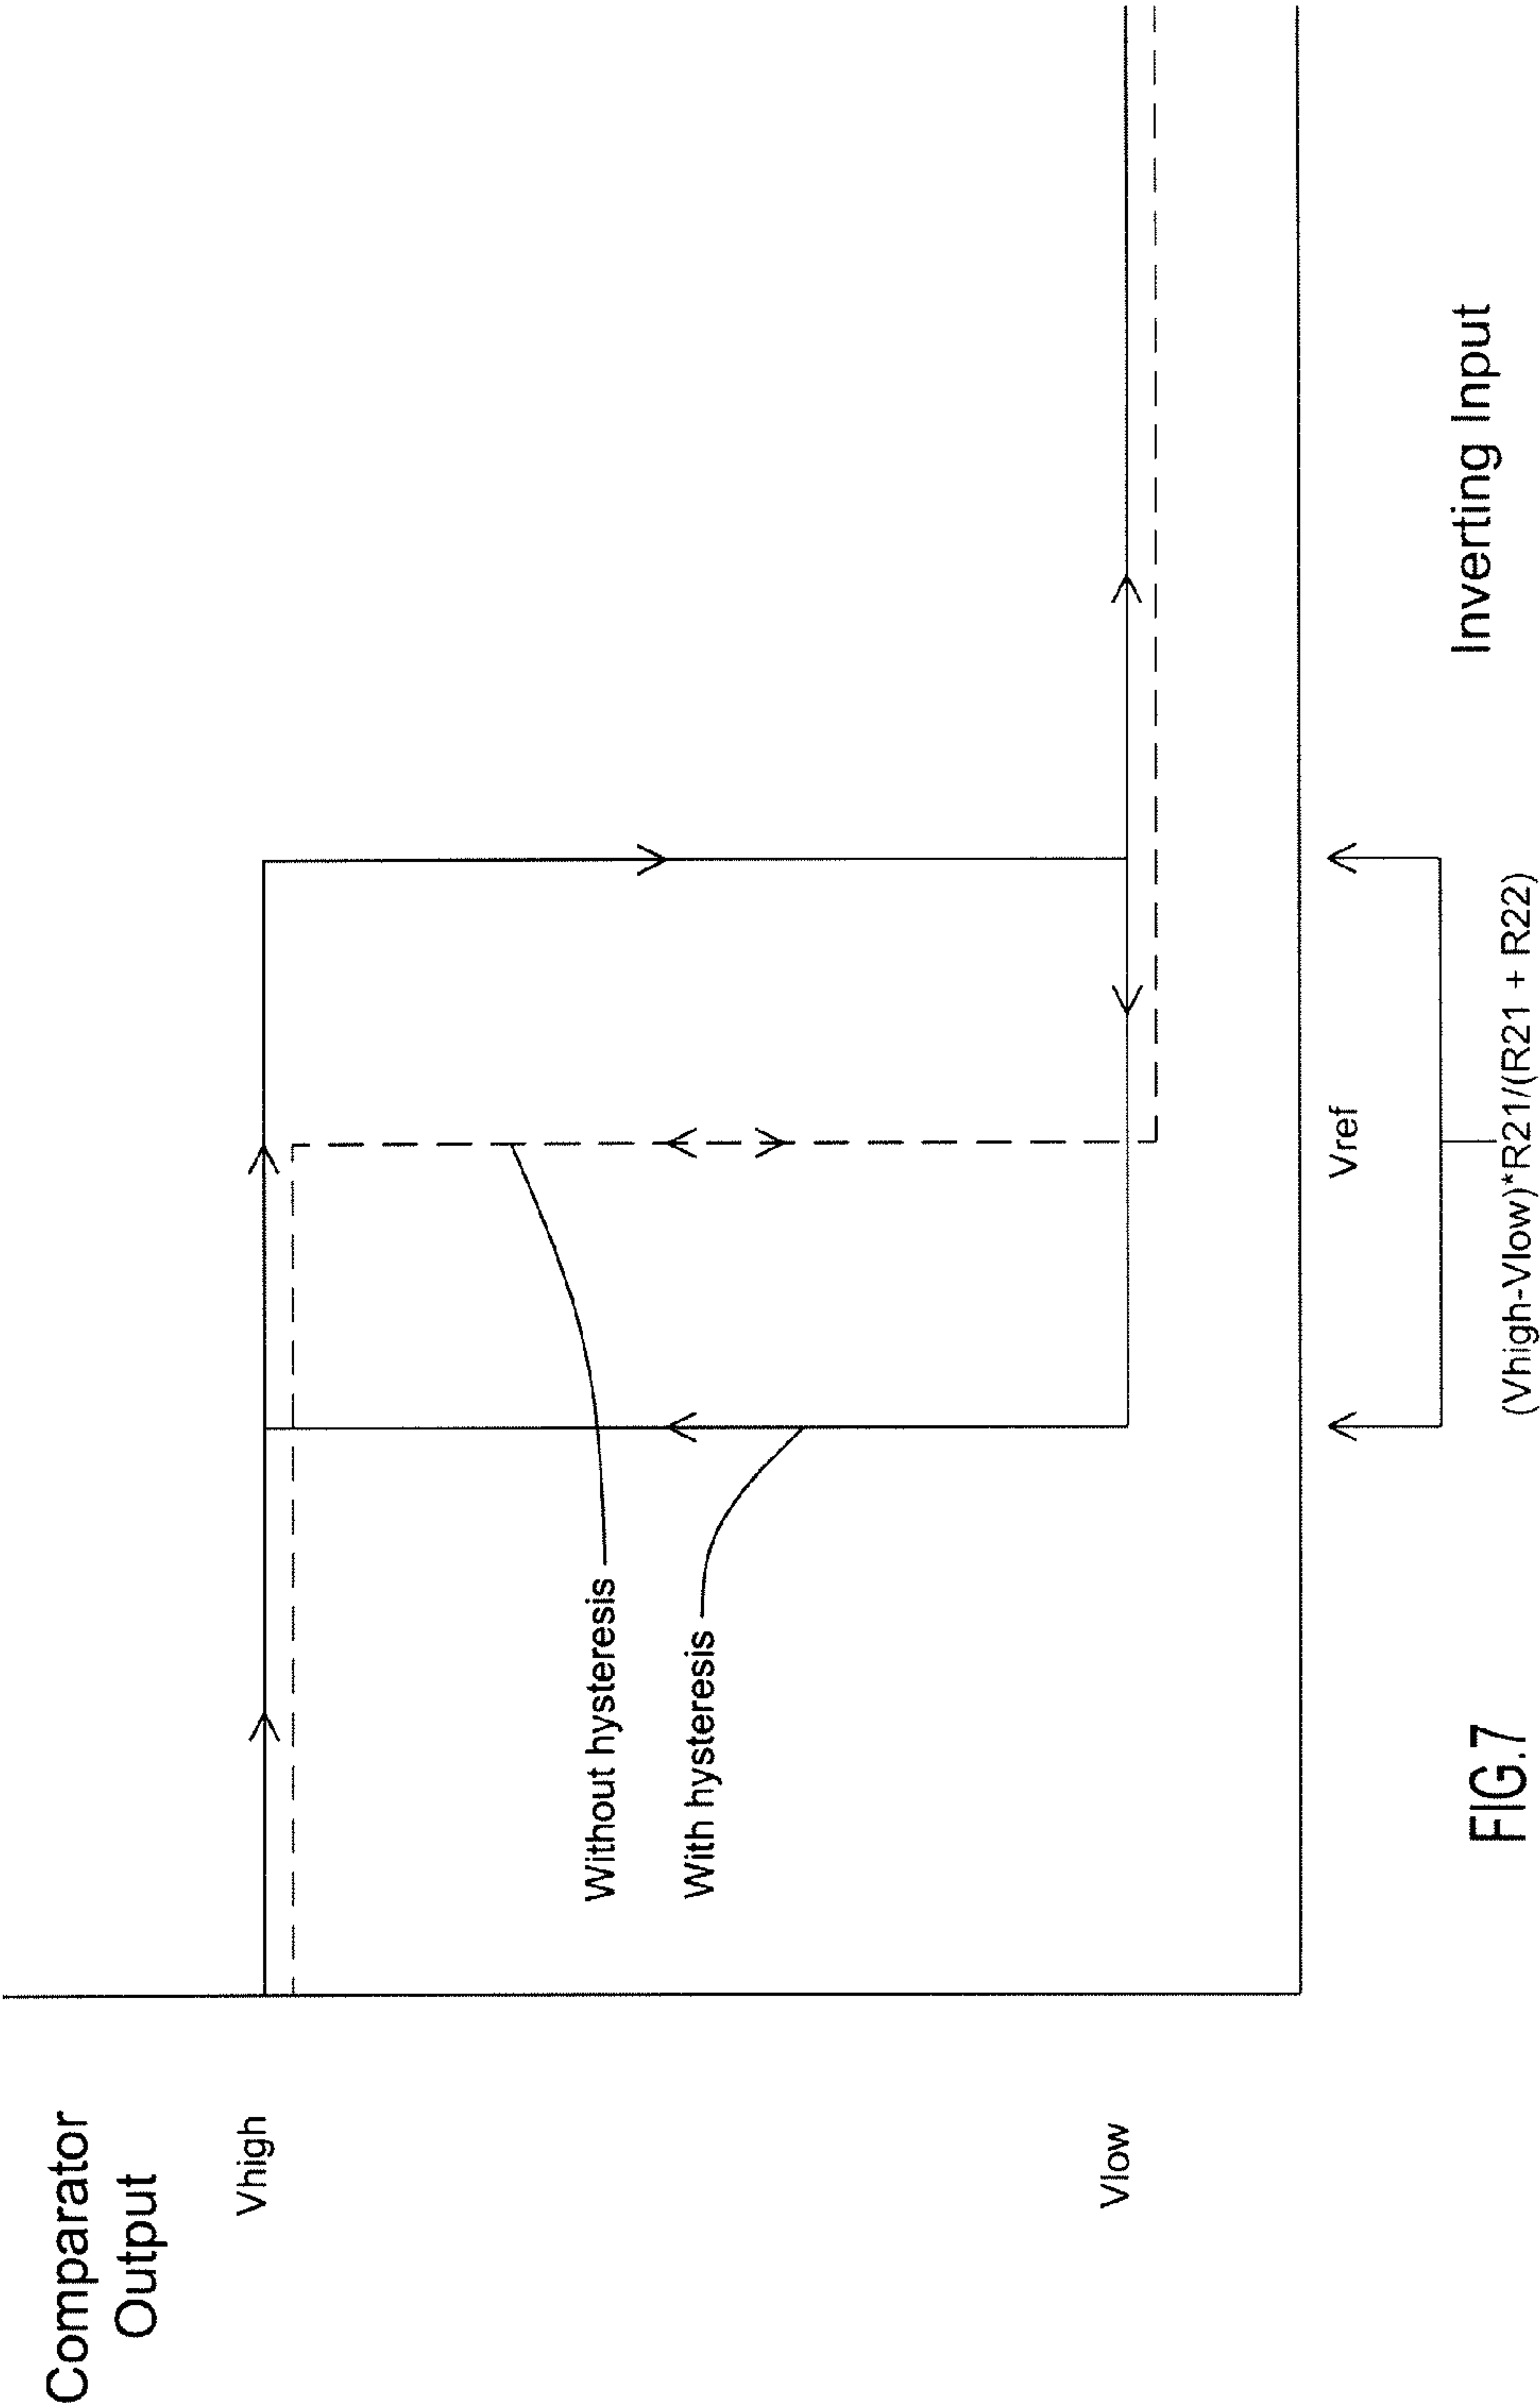 Comparator
Output
Vhigh
Without hysteresis
With hysteresis
Vlow
Vref
(Vhigh-Vlow)*R21/(R21 + R22)
Inverting Input
FIG.7